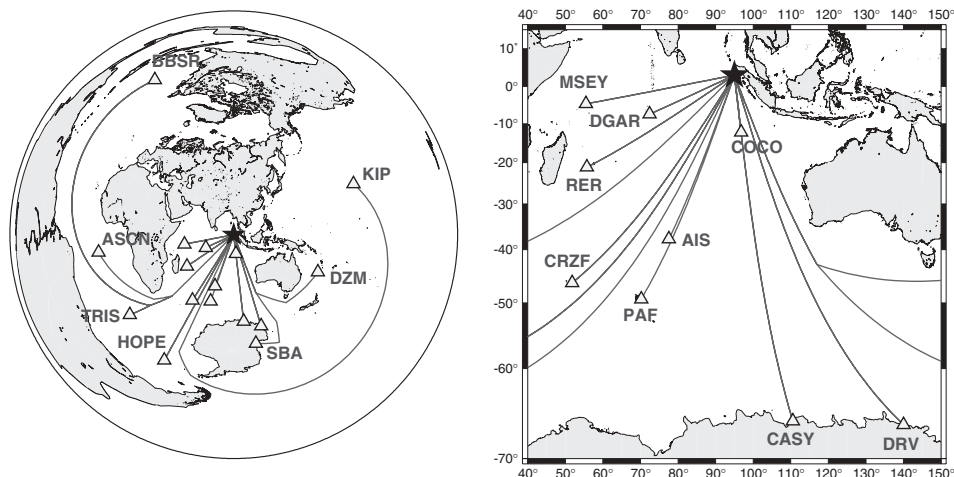 BBSR
KIP
ASCN
DZM
TRIS
HOPE
SBA
40° 50° 60° 70° 80° 90° 100° 110° 120° 130° 140° 150°
10°
0°
-10°
-20°
-30°
-40°
-50°
-60°
-70°
MSEY
DGAR
COCO
RER
AIS
CRZF
PAF
CASY
DRV
40° 50° 60° 70° 80° 90° 100° 110° 120° 130° 140° 150°